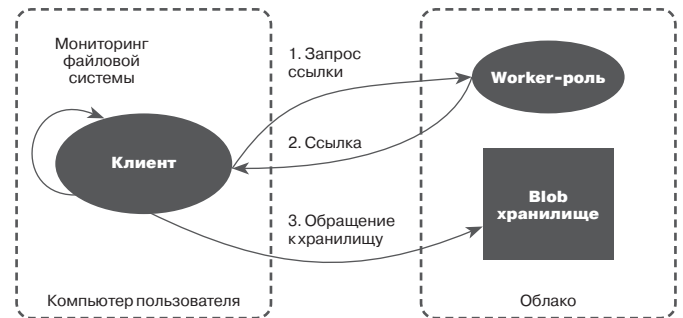 Мониторинг
файловой
системы
Клиент
1. Запрос
ссылки
2. Ссылка
3. Обращение
к хранилищу
Worker-роль
Blob
хранилище
Компьютер пользователя
Облако